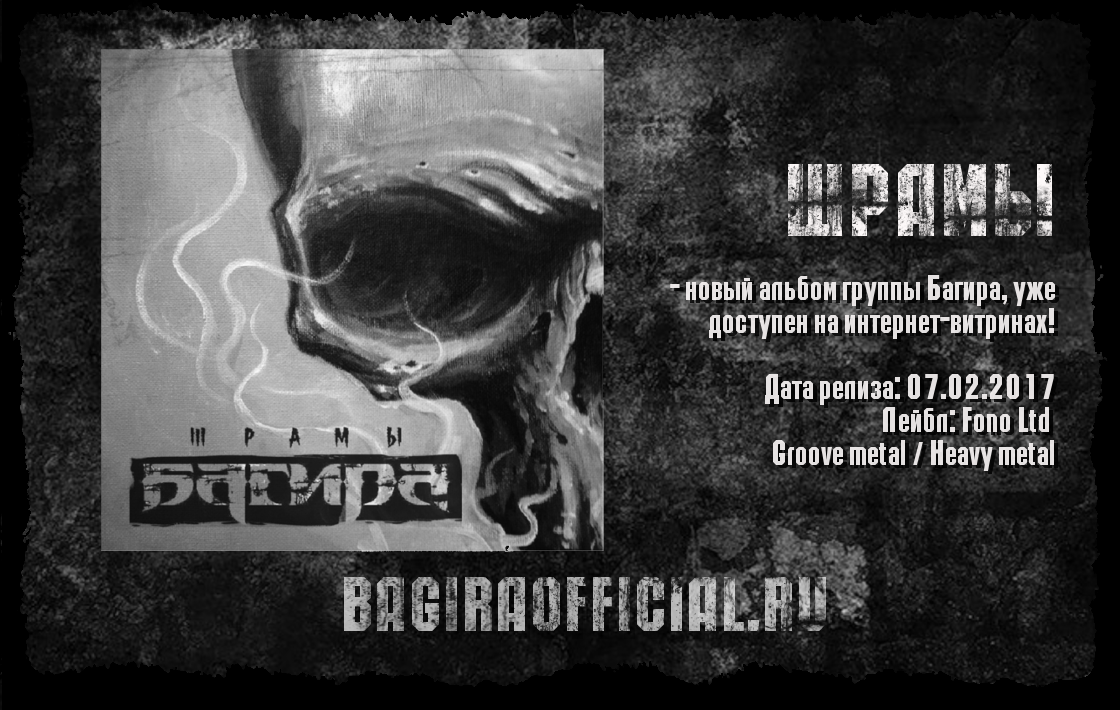 Ш Р А М Ы
Багира
ШРАМЫ
- новый альбом группы Багира, уже
доступен на интернет-витринах!
Дата релиза: 07.02.2017
Лейбл: Fono Ltd
Groove metal / Heavy metal
BAGIRAOFFICIAL.RU